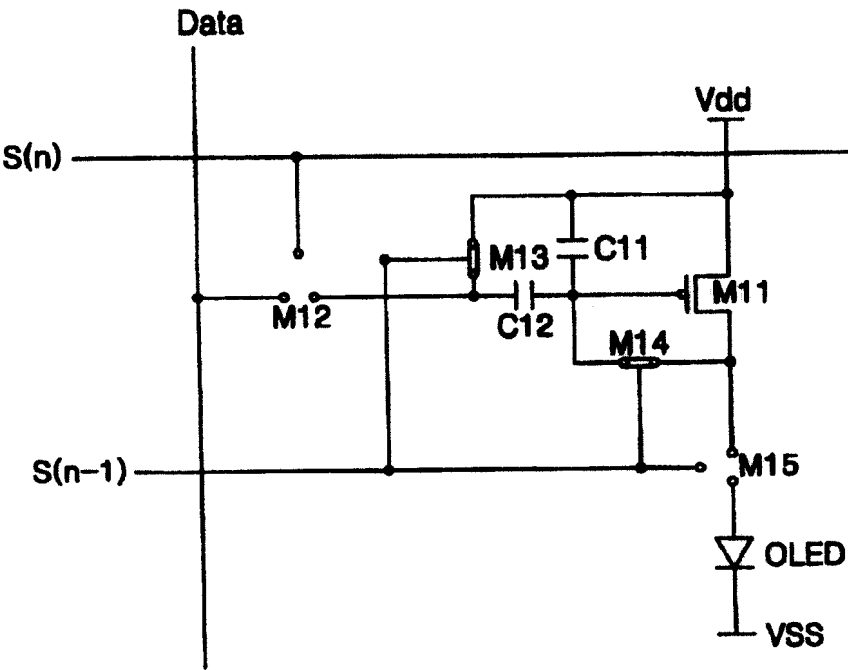 Data
Vdd
S(n)
M13
C11
M12
C12
M11
M14
S(n-1)
M15
OLED
VSS